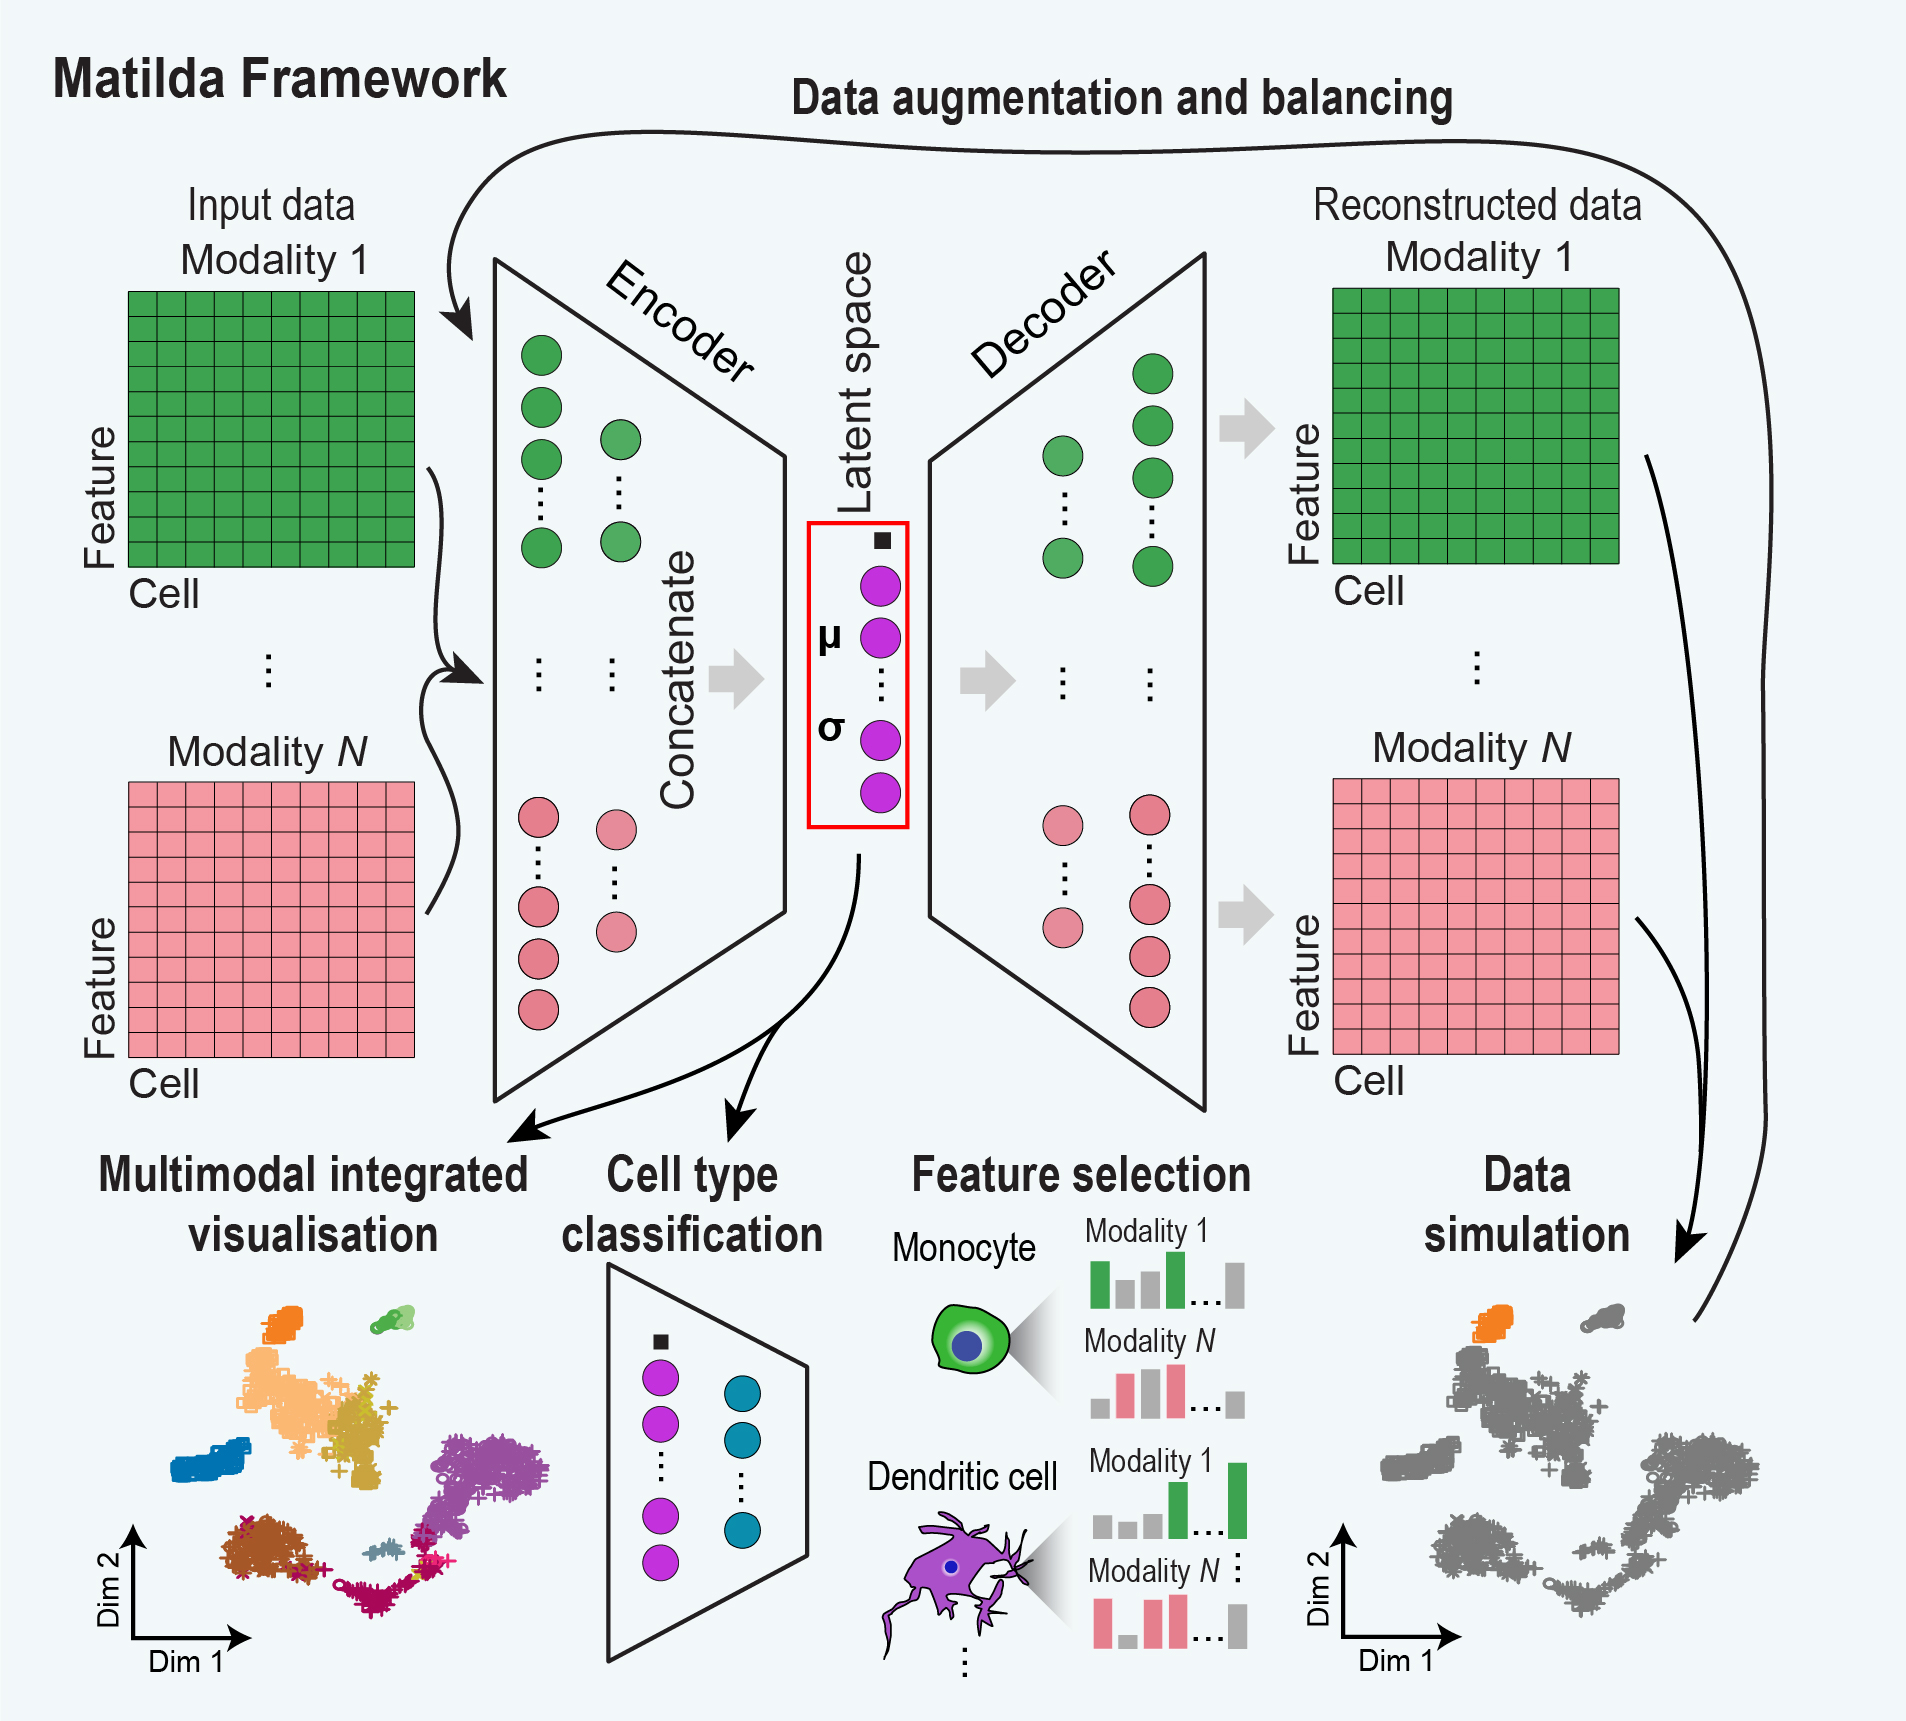 Matilda Framework
Data augmentation and balancing
Input data
Modality 1
Feature
Cell
⋮
Modality N
Feature
Cell
Encoder
Concatenate
Latent space
μ
σ
Decoder
Reconstructed data
Modality 1
Feature
Cell
⋮
Modality N
Feature
Cell
Multimodal integrated
visualisation
Dim 2
Dim 1
Cell type
classification
Feature selection
Monocyte
Modality 1
...
Modality N
...
Dendritic cell
Modality 1
...
Modality N
...
Data
simulation
Dim 2
Dim 1